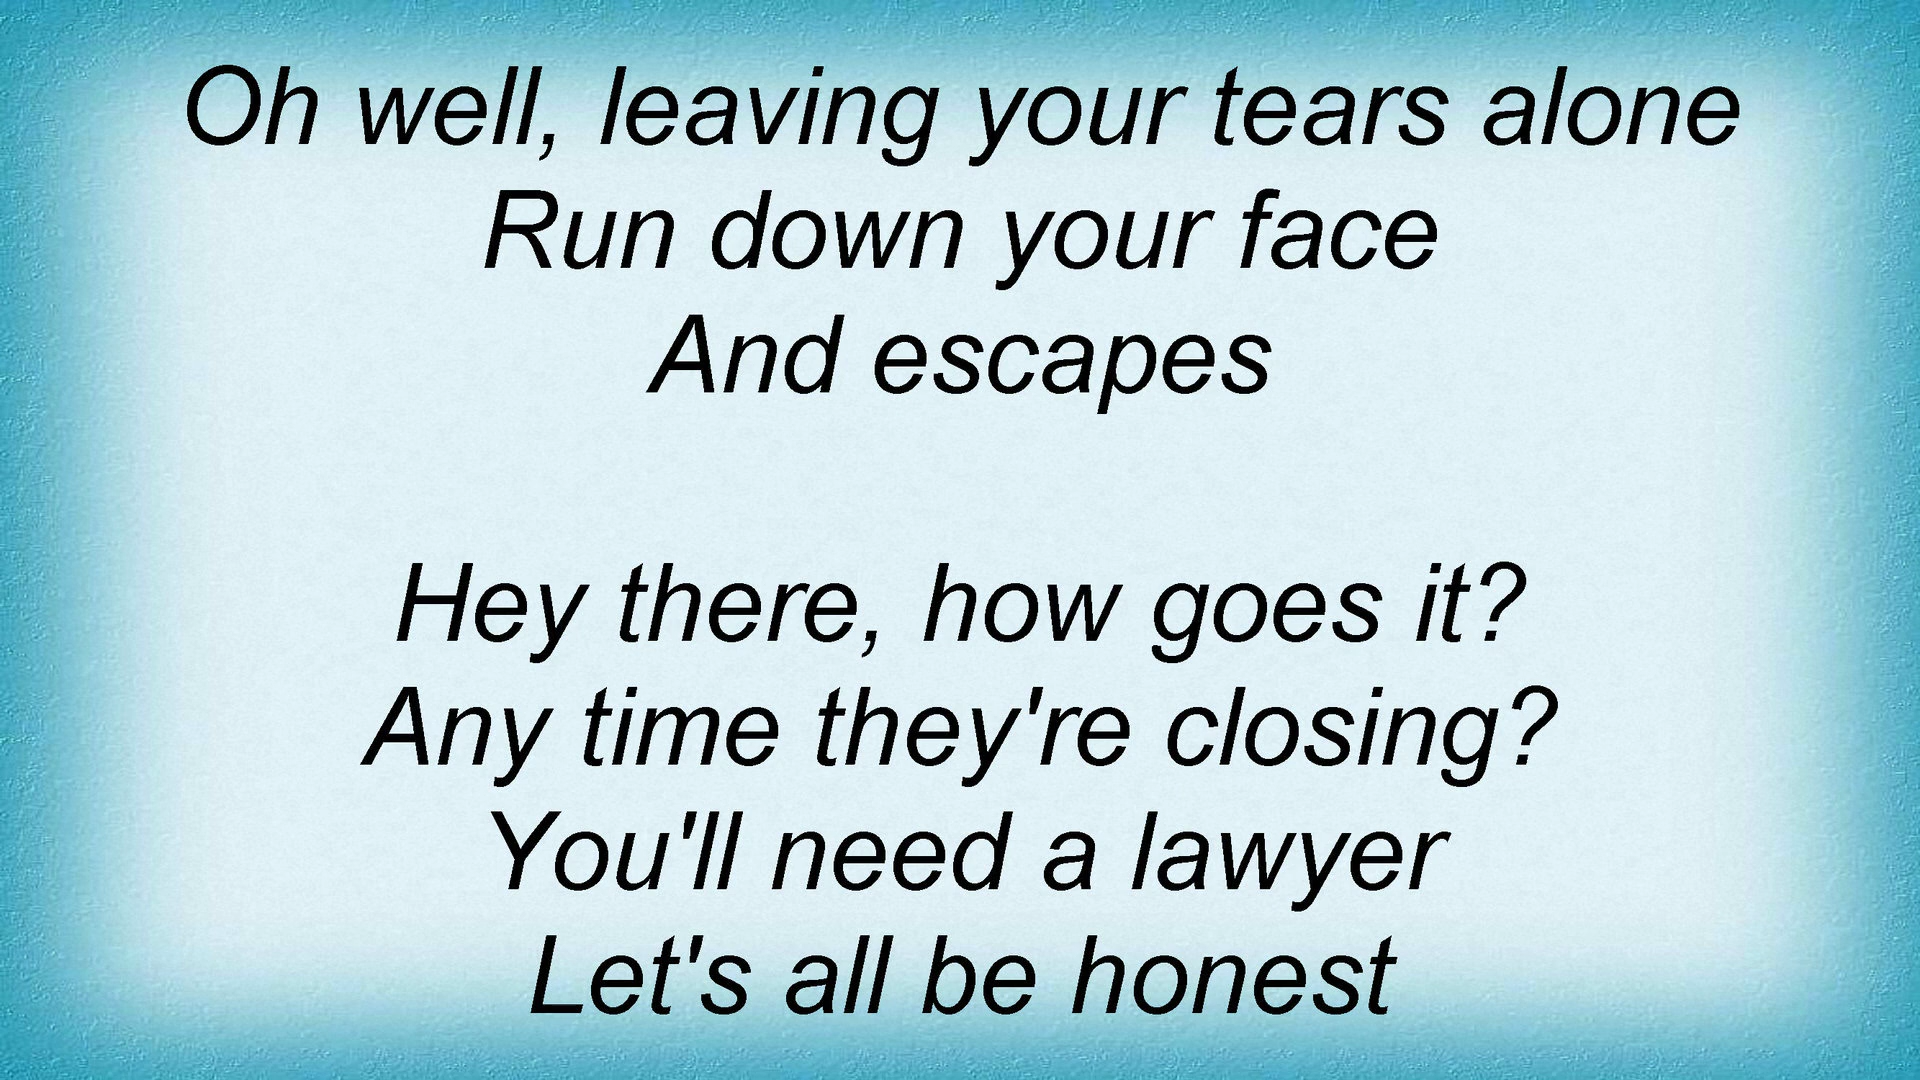 Oh well, leaving your tears alone
Run down your face
And escapes
Hey there, how goes it?
Any time they're closing?
You'll need a lawyer
Let's all be honest